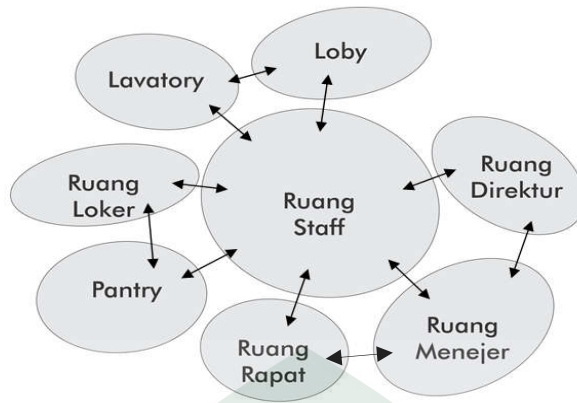 Loby
Lavatory
Ruang
Direktur
Ruang
Loker
Ruang
Staff
Pantry
Ruang
Menejer
Ruang
Rapat